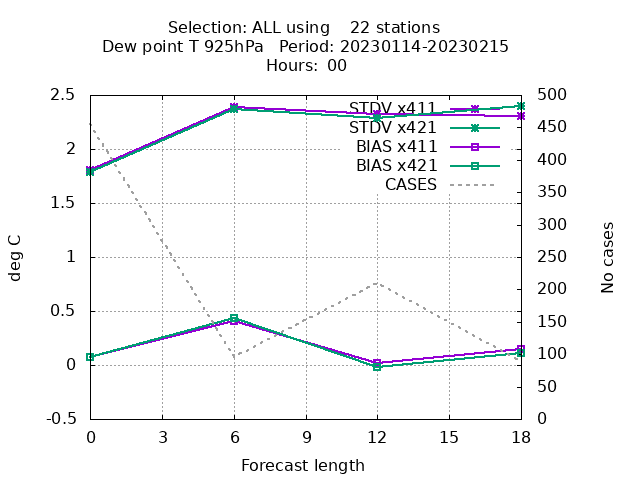 Selection: ALL using    22 stations
Dew point T 925hPa   Period: 20230114-20230215
Hours:  00
2.5
2
1.5
1
0.5
0
-0.5
deg C
500
450
400
350
300
250
200
150
100
50
0
No cases
STDV x411
STDV x421
BIAS x411
BIAS x421
CASES
0 3 6 9 12 15 18
Forecast length